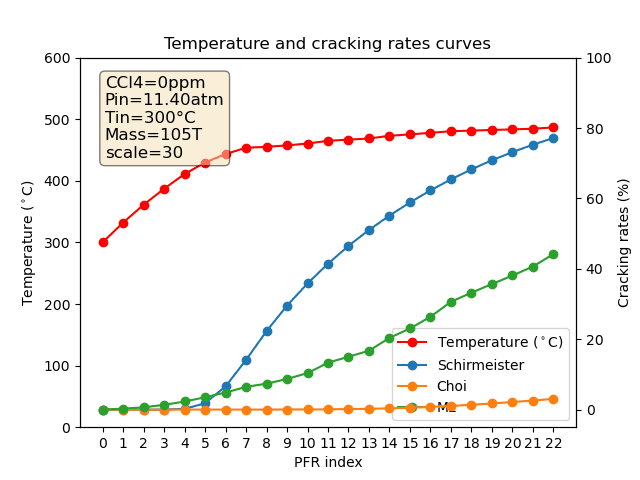 Temperature and cracking rates curves
CCl4=0ppm
Pin=11.40atm
Tin=300°C
Mass=105T
scale=30
Temperature (°C)
600
500
400
300
200
100
0
Cracking rates (%)
100
80
60
40
20
0
Temperature (°C)
Schirmeister
Choi
0 1 2 3 4 5 6 7 8 9 10 11 12 13 14 15 16 17 18 19 20 21 22
PFR index